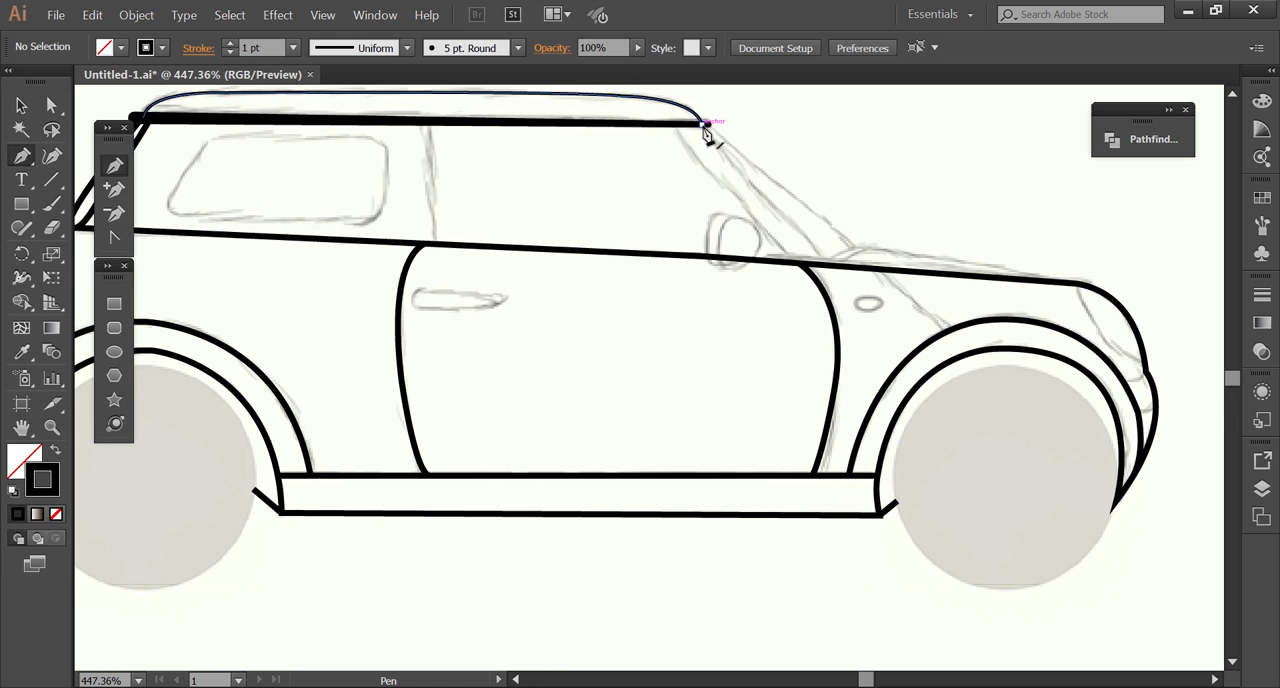 Ai File Edit Object Type Select Effect View Window Help Br St Essentials Search Adobe Stock
No Selection Stroke: 1 pt Uniform 5 pt. Round Opacity: 100% Style: Document Setup Preferences
Untitled-1.ai* @ 447.36% (RGB/Preview) ×
anchor
Pathfind...
447.36% 1 Pen